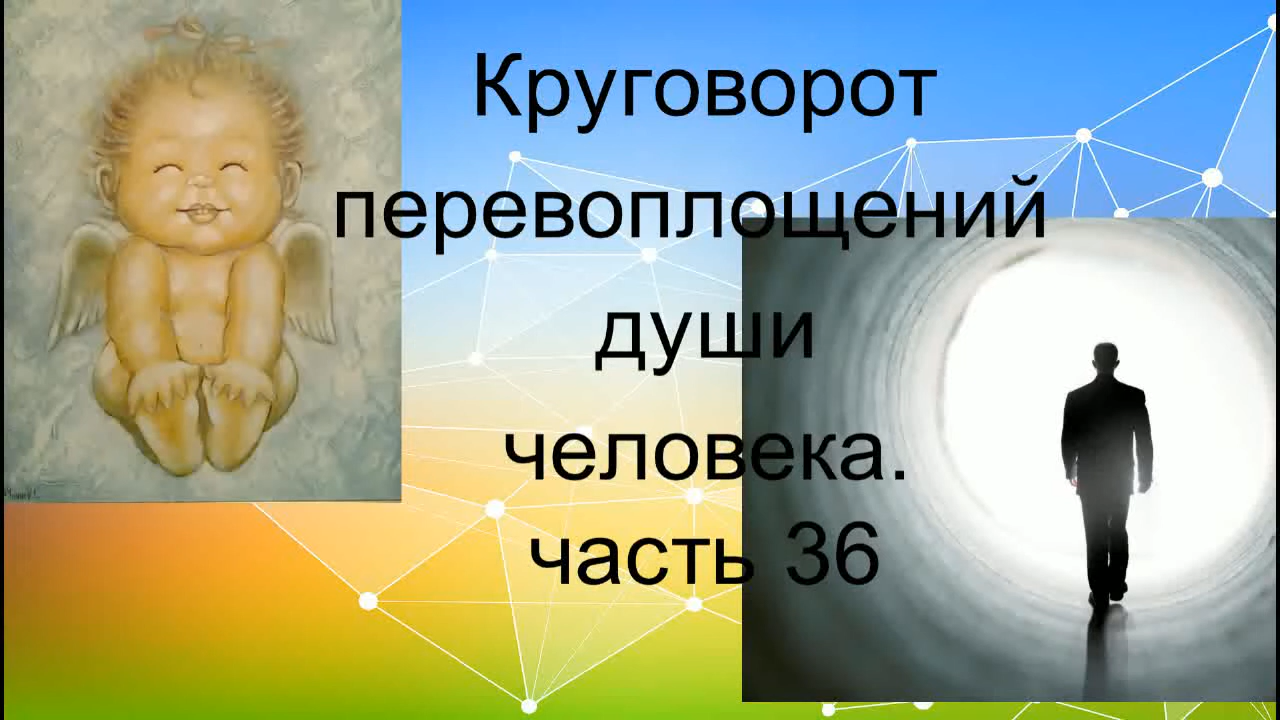 Круговорот
перевоплощений
души
человека.
часть 36